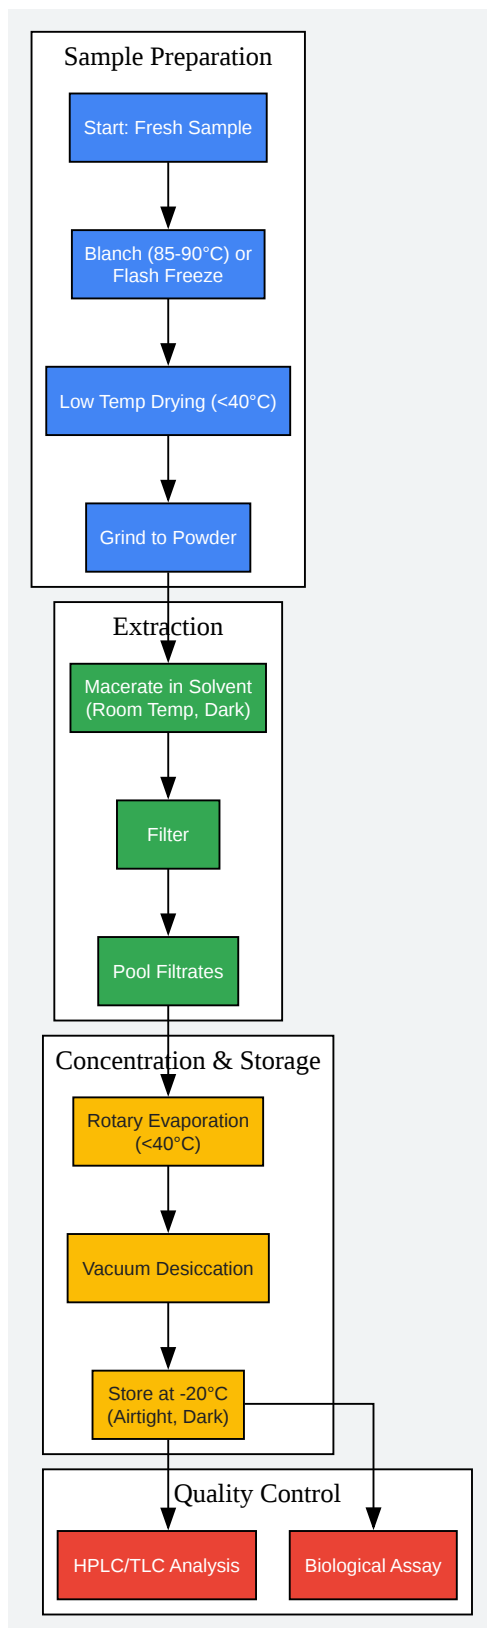 Sample Preparation
Start: Fresh Sample
Blanch (85-90°C) or
Flash Freeze
Low Temp Drying (<40°C)
Grind to Powder
Extraction
Macerate in Solvent
(Room Temp, Dark)
Filter
Pool Filtrates
Concentration & Storage
Rotary Evaporation
(<40°C)
Vacuum Desiccation
Store at -20°C
(Airtight, Dark)
Quality Control
HPLC/TLC Analysis
Biological Assay